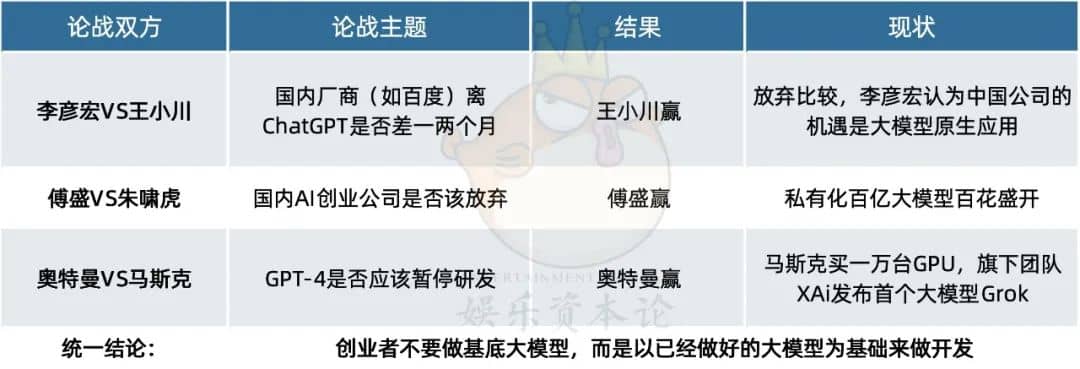 论战双方 论战主题 结果 现状
李彦宏VS王小川
国内厂商（如百度）离
ChatGPT是否差一两个月
王小川赢
放弃比较，李彦宏认为中国公司的
机遇是大模型原生应用
傅盛VS朱啸虎 国内AI创业公司是否该放弃 傅盛赢 私有化百亿大模型百花盛开
奥特曼VS马斯克 GPT-4是否应该暂停研发 奥特曼赢
马斯克买一万台GPU，旗下团队
XAi发布首个大模型Grok
娱乐资本论
统一结论： 创业者不要做基底大模型，而是以已经做好的大模型为基础来做开发